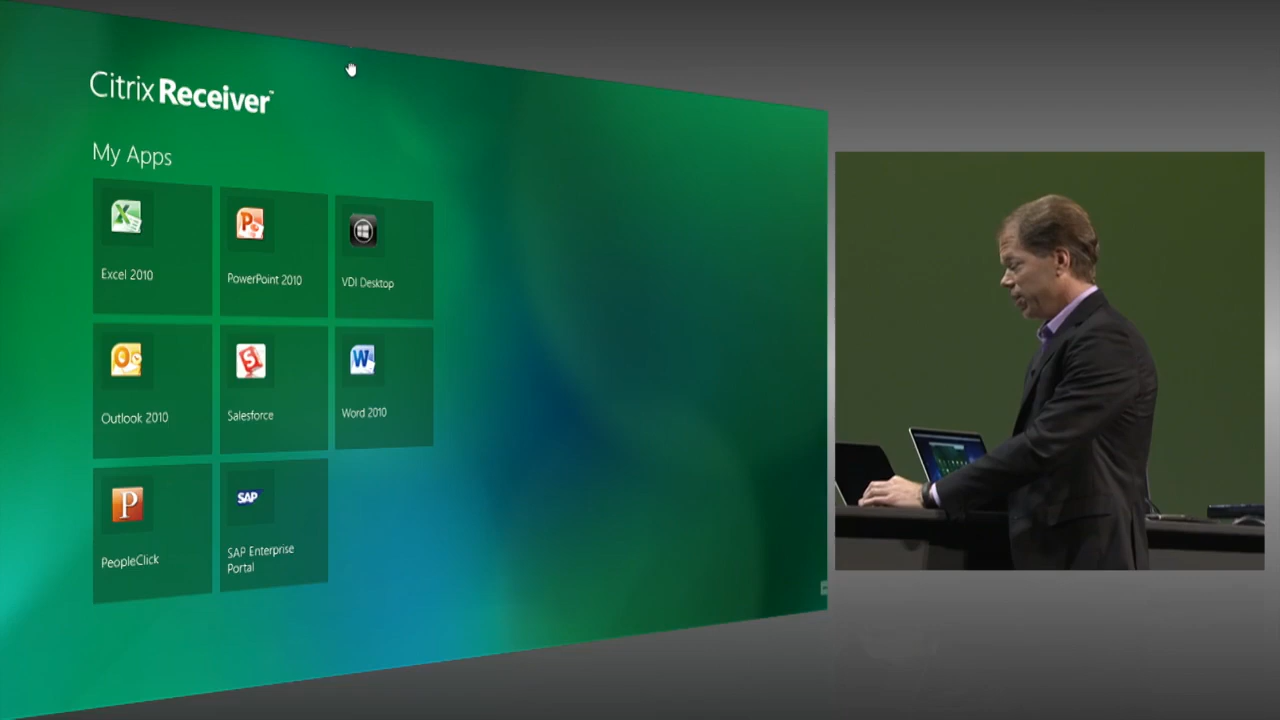 Citrix Receiver™
My Apps
Excel 2010
PowerPoint 2010
VDI Desktop
Outlook 2010
Salesforce
Word 2010
PeopleClick
SAP
SAP Enterprise
Portal